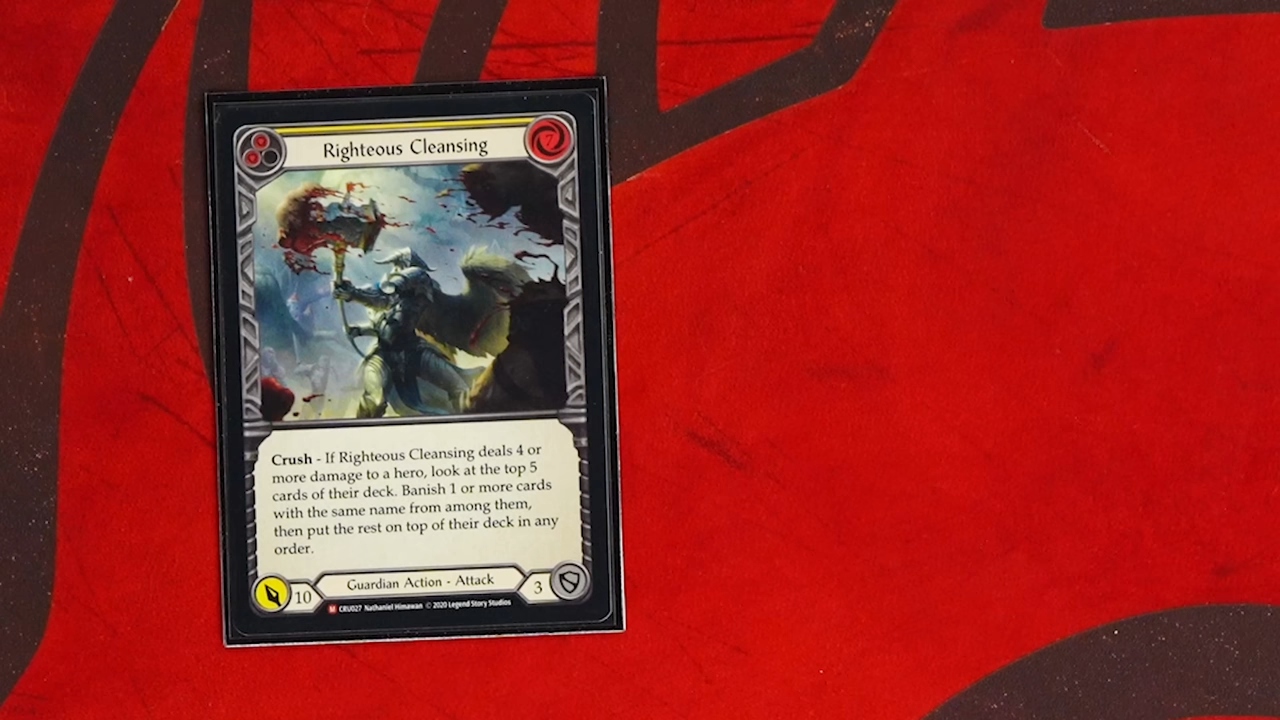 7
Righteous Cleansing
Crush - If Righteous Cleansing deals 4 or
more damage to a hero, look at the top 5
cards of their deck. Banish 1 or more cards
with the same name from among them,
then put the rest on top of their deck in any
order.
10 Guardian Action - Attack 3
M CRU027 Nathaniel Himawan © 2020 Legend Story Studios